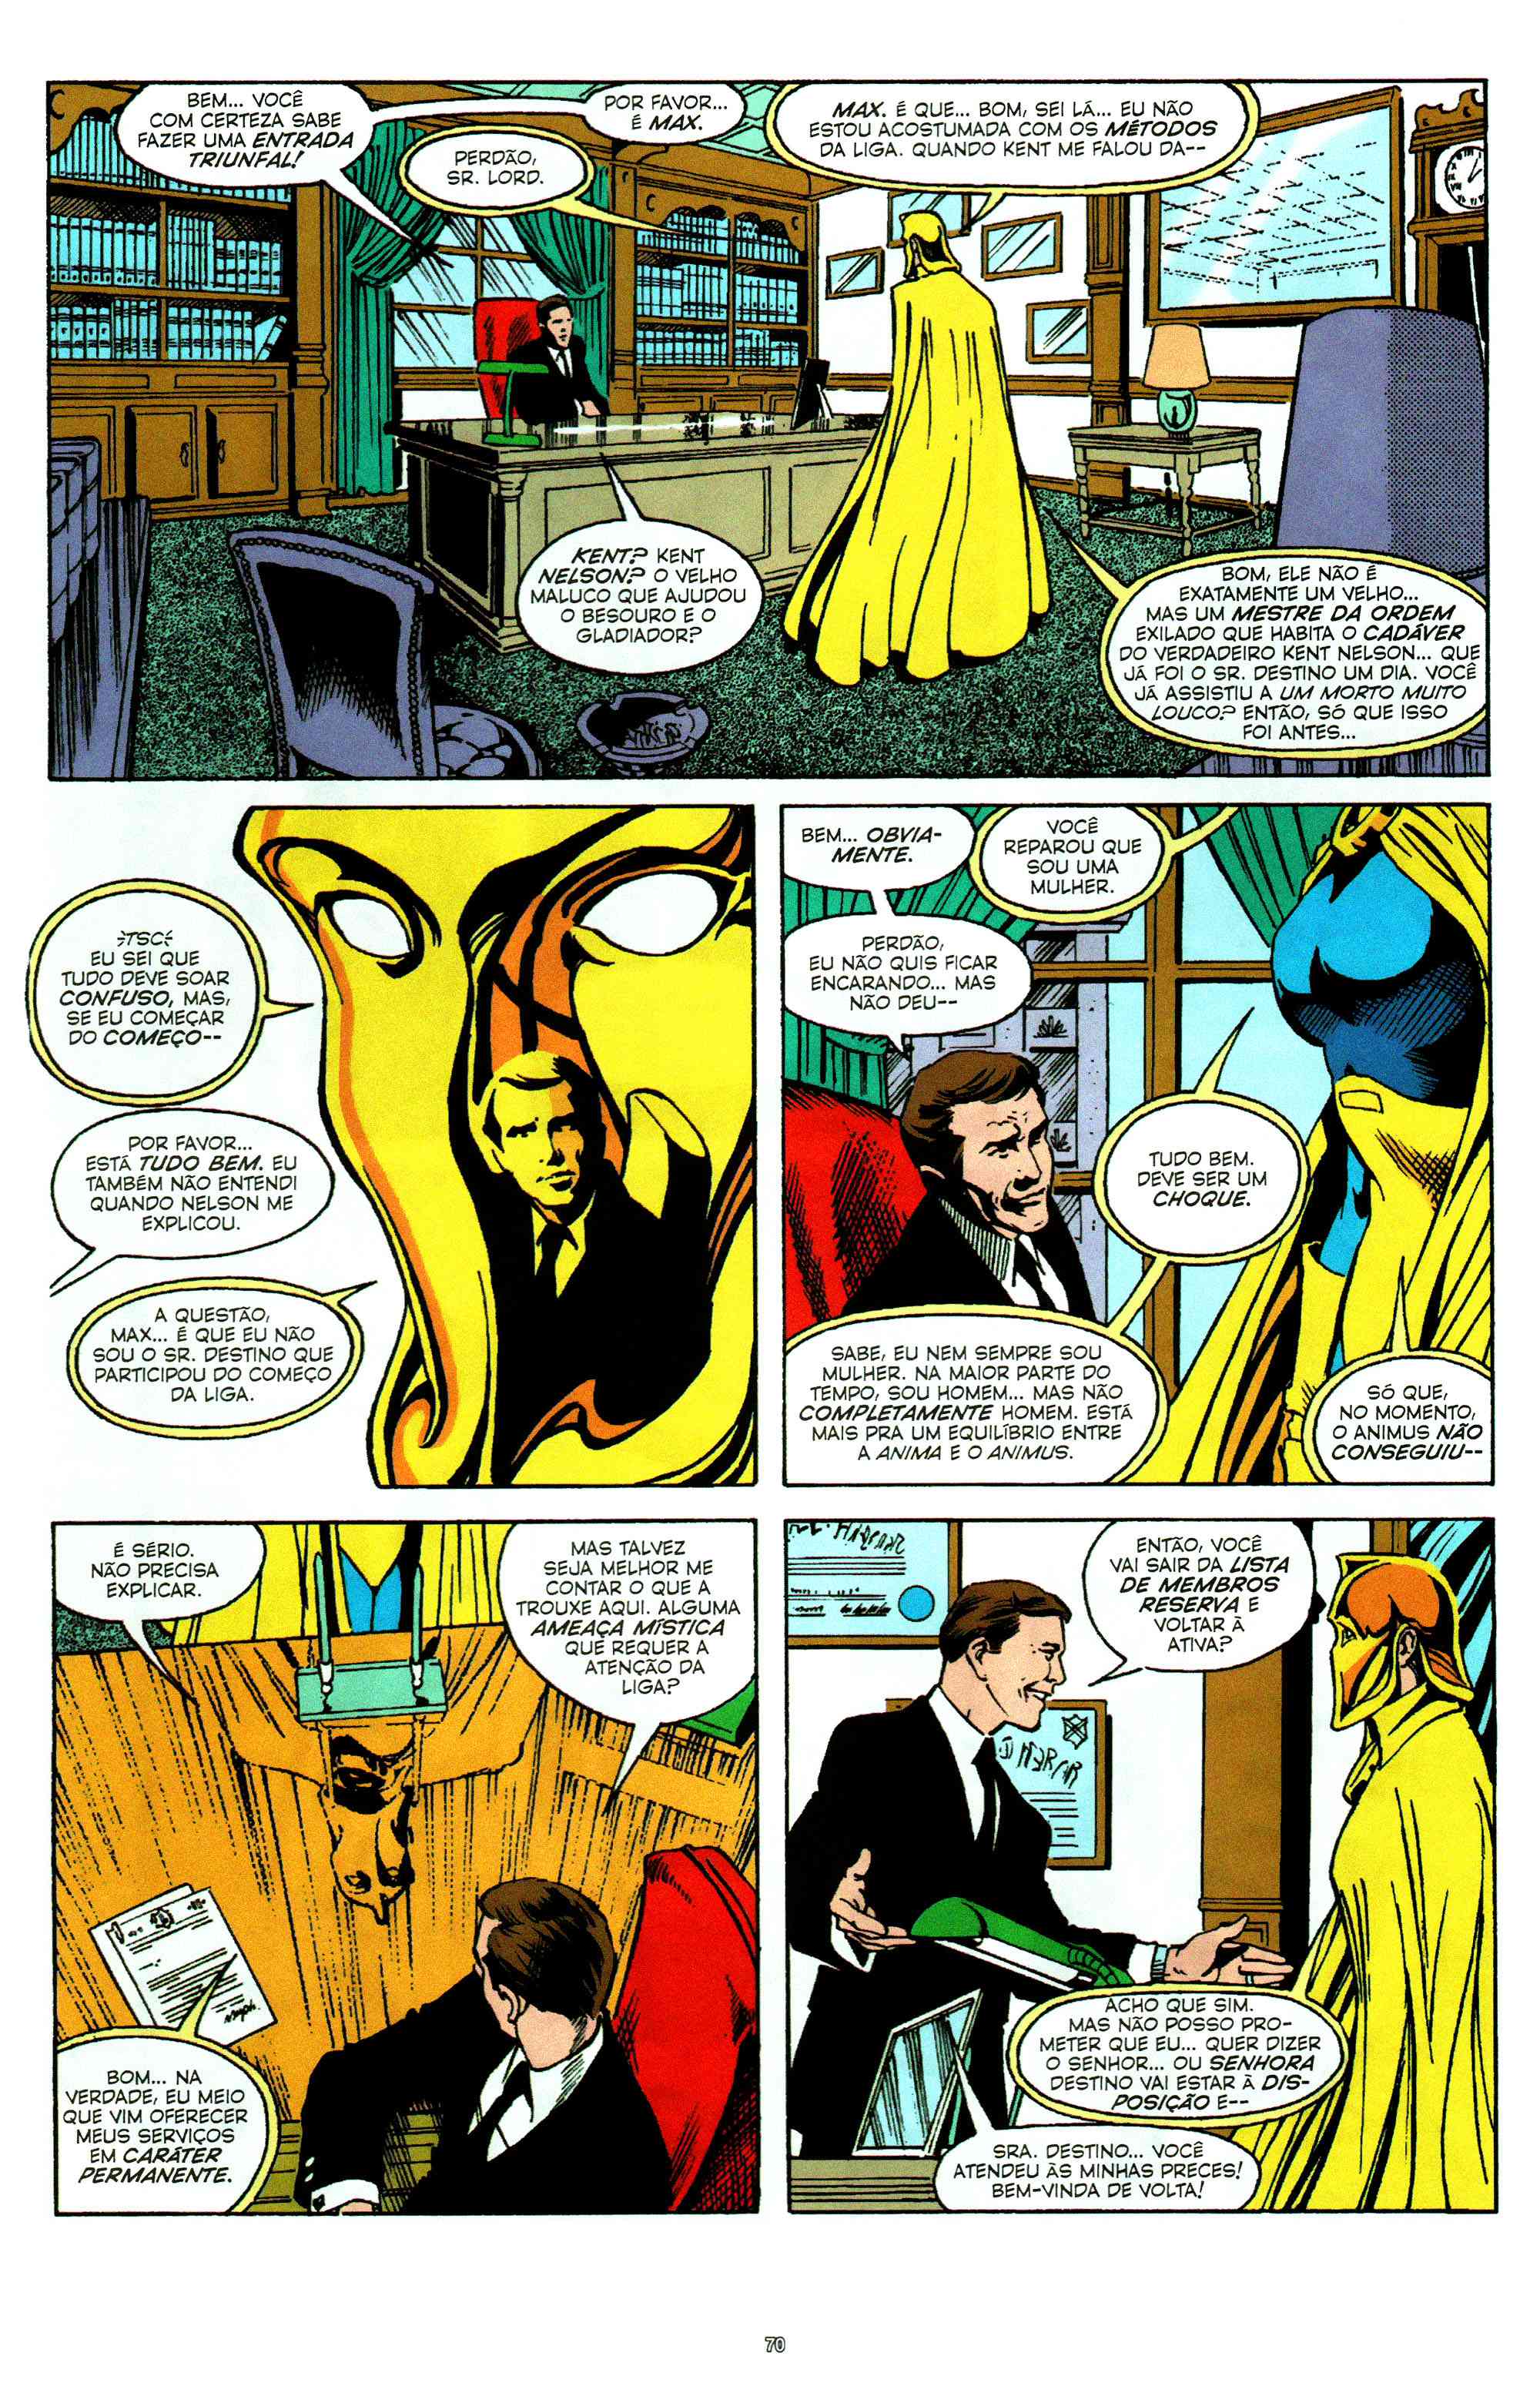 BEM... VOCÊ
COM CERTEZA SABE
FAZER UMA ENTRADA
TRIUNFAL!
PERDÃO,
SR. LORD.
POR FAVOR...
É MAX.
MAX. É QUE... BOM, SEI LÁ... EU NÃO
ESTOU ACOSTUMADA COM OS MÉTODOS
DA LIGA. QUANDO KENT ME FALOU DA--
KENT? KENT
NELSON? O VELHO
MALUCO QUE AJUDOU
O BESOURO E O
GLADIADOR?
BOM, ELE NÃO É
EXATAMENTE UM VELHO...
MAS UM MESTRE DA ORDEM
EXILADO QUE HABITA O CADÁVER
DO VERDADEIRO KENT NELSON... QUE
JÁ FOI O SR. DESTINO UM DIA. VOCÊ
JÁ ASSISTIU A UM MORTO MUITO
LOUCO? ENTÃO, SÓ QUE ISSO
FOI ANTES...
TSC
EU SEI QUE
TUDO DEVE SOAR
CONFUSO, MAS,
SE EU COMEÇAR
DO COMEÇO--
POR FAVOR...
ESTÁ TUDO BEM. EU
TAMBÉM NÃO ENTENDI
QUANDO NELSON ME
EXPLICOU.
A QUESTÃO,
MAX... É QUE EU NÃO
SOU O SR. DESTINO QUE
PARTICIPOU DO COMEÇO
DA LIGA.
VOCÊ
REPAROU QUE
SOU UMA
MULHER.
BEM... OBVIA-
MENTE.
PERDÃO,
EU NÃO QUIS FICAR
ENCARANDO... MAS
NÃO DEU--
TUDO BEM.
DEVE SER UM
CHOQUE.
SABE, EU NEM SEMPRE SOU
MULHER. NA MAIOR PARTE DO
TEMPO, SOU HOMEM... MAS NÃO
COMPLETAMENTE HOMEM. ESTÁ
MAIS PRA UM EQUILÍBRIO ENTRE
A ANIMA E O ANIMUS.
SÓ QUE,
NO MOMENTO,
O ANIMUS NÃO
CONSEGUIU--
É SÉRIO.
NÃO PRECISA
EXPLICAR.
MAS TALVEZ
SEJA MELHOR ME
CONTAR O QUE A
TROUXE AQUI. ALGUMA
AMEAÇA MÍSTICA
QUE REQUER A
ATENÇÃO DA
LIGA?
BOM... NA
VERDADE, EU MEIO
QUE VIM OFERECER
MEUS SERVIÇOS
EM CARÁTER
PERMANENTE.
ENTÃO, VOCÊ
VAI SAIR DA LISTA
DE MEMBROS
RESERVA E
VOLTAR À
ATIVA?
ACHO QUE SIM.
MAS NÃO POSSO PRO-
METER QUE EU... QUER DIZER
O SENHOR... OU SENHORA
DESTINO VAI ESTAR À DIS-
POSIÇÃO E--
SRA. DESTINO... VOCÊ
ATENDEU ÀS MINHAS PRECES!
BEM-VINDA DE VOLTA!
70